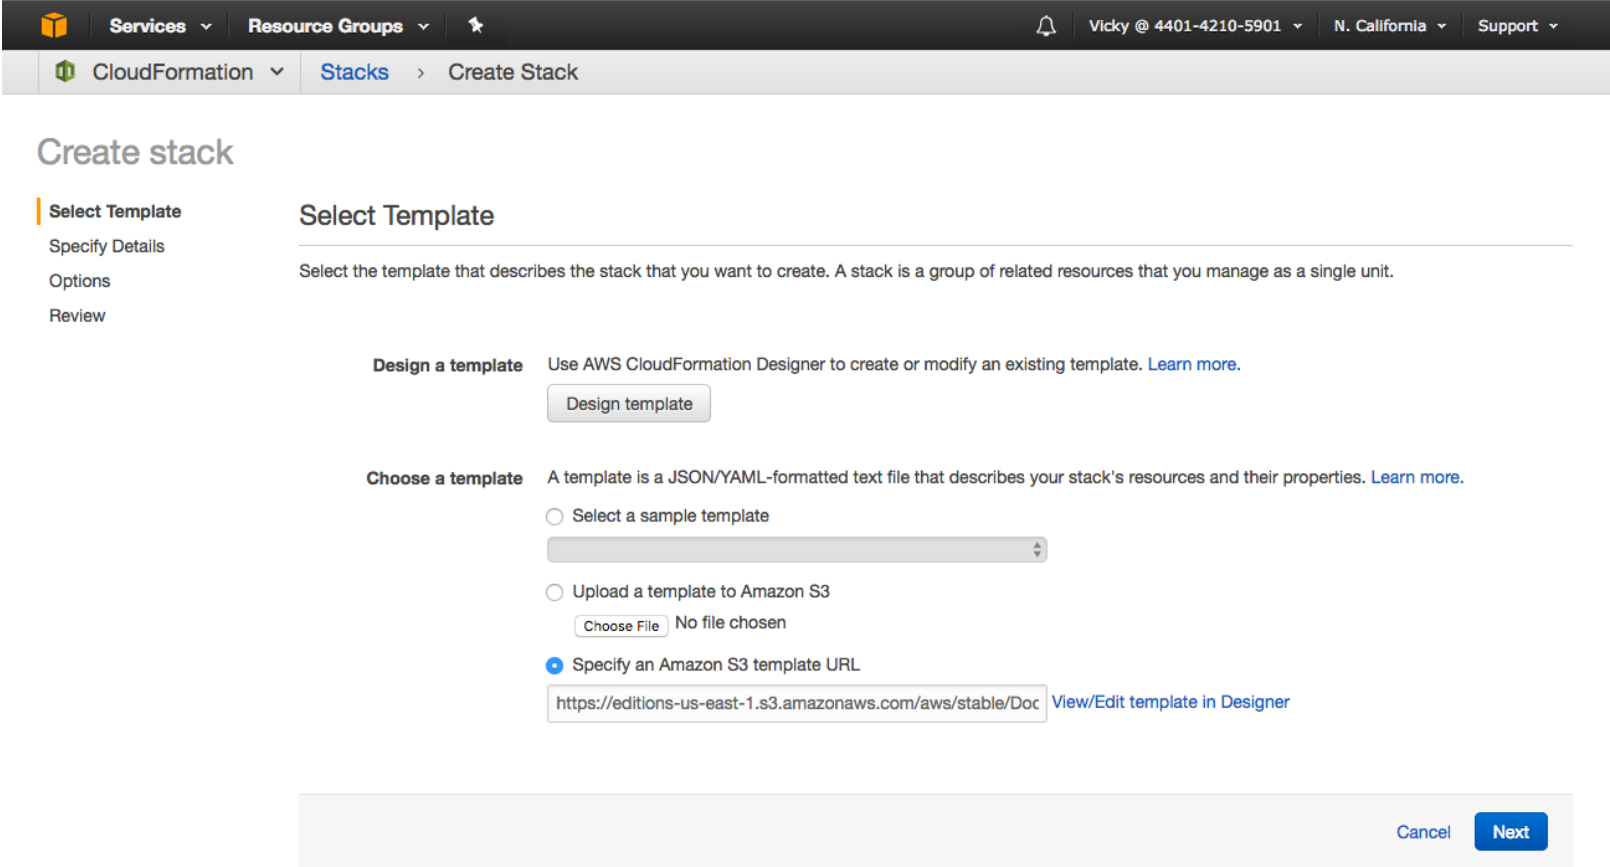 Services Resource Groups Vicky @ 4401-4210-5901 N. California Support
CloudFormation Stacks › Create Stack
Create stack
Select Template
Specify Details
Options
Review
Select Template
Select the template that describes the stack that you want to create. A stack is a group of related resources that you manage as a single unit.
Design a template Use AWS CloudFormation Designer to create or modify an existing template. Learn more.
Design template
Choose a template A template is a JSON/YAML-formatted text file that describes your stack's resources and their properties. Learn more.
Select a sample template
Upload a template to Amazon S3
Choose File No file chosen
Specify an Amazon S3 template URL
https://editions-us-east-1.s3.amazonaws.com/aws/stable/Doc View/Edit template in Designer
Cancel Next